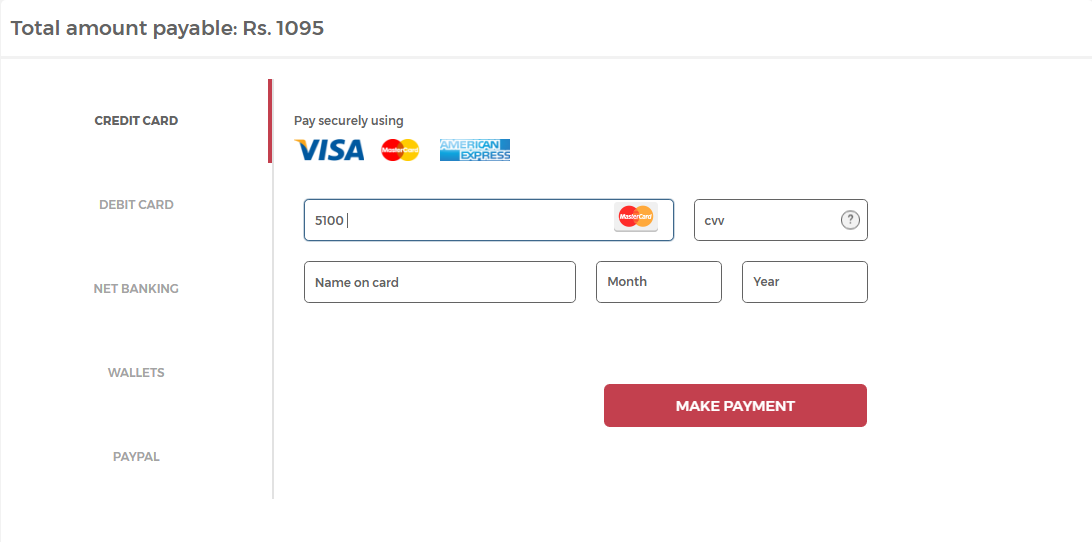 Total amount payable: Rs. 1095
CREDIT CARD
DEBIT CARD
NET BANKING
WALLETS
PAYPAL
Pay securely using
VISA MasterCard AMERICAN EXPRESS
5100 MasterCard
cvv ?
Name on card
Month
Year
MAKE PAYMENT